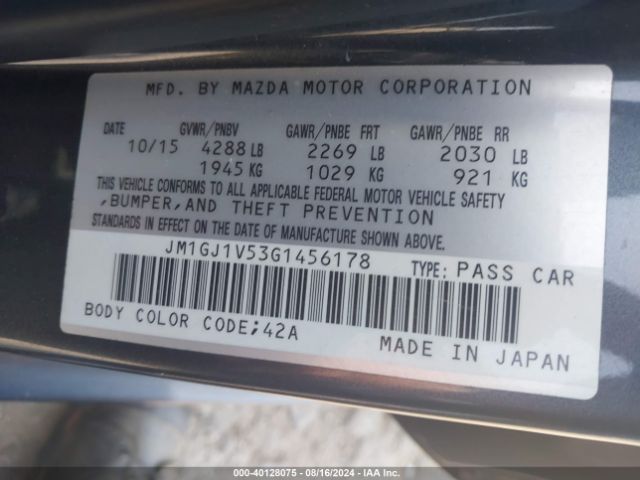 MFD. BY MAZDA MOTOR CORPORATION
DATE GVWR/PNBV GAWR/PNBE FRT GAWR/PNBE RR
10/15 4288 LB 2269 LB 2030 LB
1945 KG 1029 KG 921 KG
THIS VEHICLE CONFORMS TO ALL APPLICABLE FEDERAL MOTOR VEHICLE SAFETY
,BUMPER,AND THEFT PREVENTION
STANDARDS IN EFFECT ON THE DATE OF MANUFACTURE SHOWN ABOVE.
JM1GJ1V53G1456178 TYPE: PASS CAR
BODY COLOR CODE;42A MADE IN JAPAN
000-40128075 - 08/16/2024 - IAA Inc.